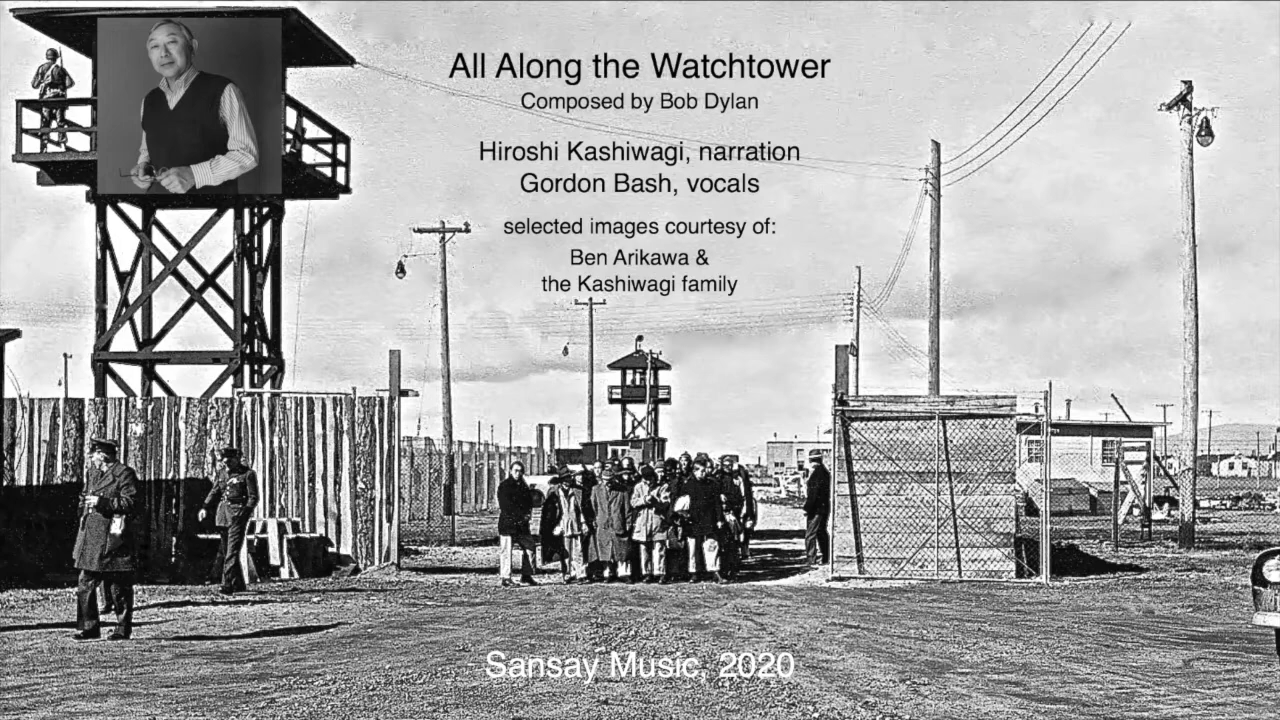 All Along the Watchtower
Composed by Bob Dylan
Hiroshi Kashiwagi, narration
Gordon Bash, vocals
selected images courtesy of:
Ben Arikawa &
the Kashiwagi family
Sansay Music, 2020